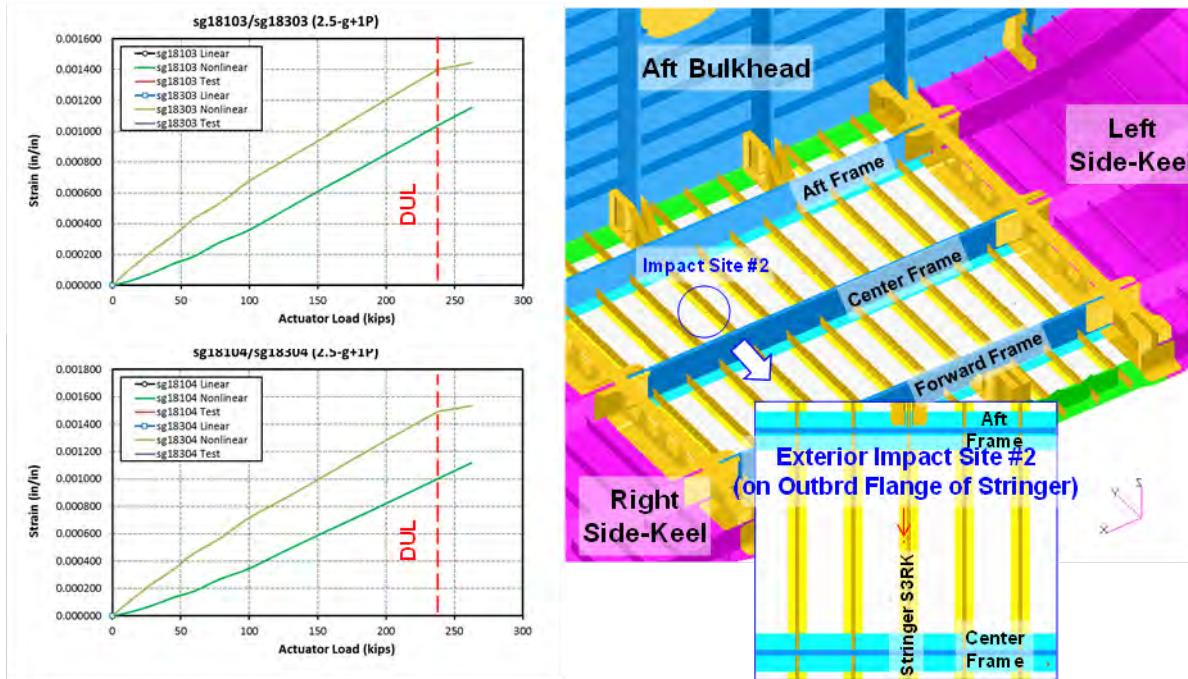 sg18103/sg18303 (2.5-g+1P)
0.001600
0.001400
0.001200
0.001000
0.000800
0.000600
0.000400
0.000200
0.000000
Strain (in/in)
sg18103 Linear
sg18103 Nonlinear
sg18103 Test
sg18303 Linear
sg18303 Nonlinear
sg18303 Test
DUL
0 50 100 150 200 250 300
Actuator Load (kips)
sg18104/sg18304 (2.5-g+1P)
0.001800
0.001600
0.001400
0.001200
0.001000
0.000800
0.000600
0.000400
0.000200
0.000000
Strain (in/in)
sg18104 Linear
sg18104 Nonlinear
sg18104 Test
sg18304 Linear
sg18304 Nonlinear
sg18304 Test
DUL
0 50 100 150 200 250 300
Actuator Load (kips)
Aft Bulkhead
Left
Side-Keel
Aft Frame
Impact Site #2
Center Frame
Forward Frame
Right
Side-Keel
Aft
Frame
Exterior Impact Site #2
(on Outbrd Flange of Stringer)
Stringer S3RK
Center
Frame
Z
Y
X